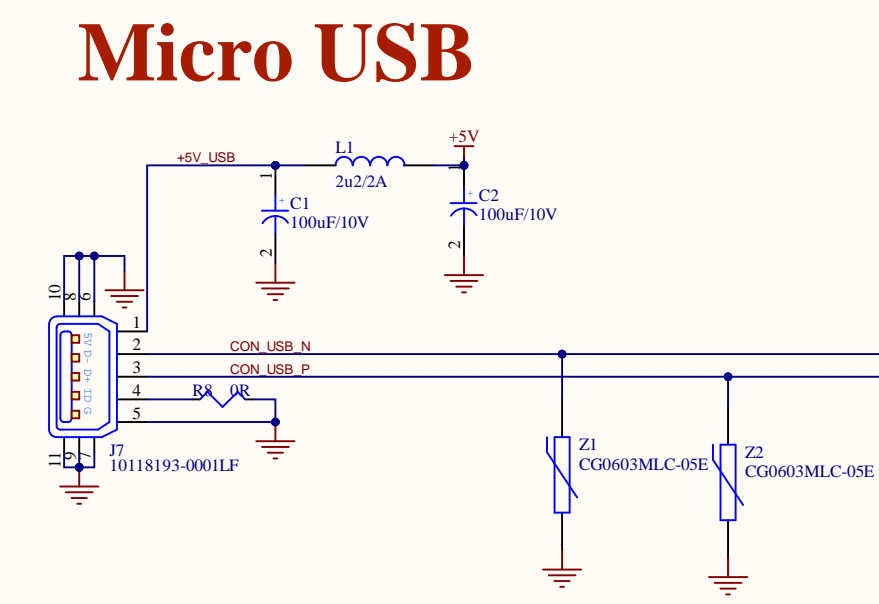 Micro USB
+5V
+5V_USB
L1
2u2/2A
1
1
C1
100uF/10V
C2
100uF/10V
2
2
10
8
6
1
2
CON_USB_N
3
CON_USB_P
4
R8
0R
5
5V
D-
D+
ID
G
11
9
7
J7
10118193-0001LF
Z1
CG0603MLC-05E
Z2
CG0603MLC-05E